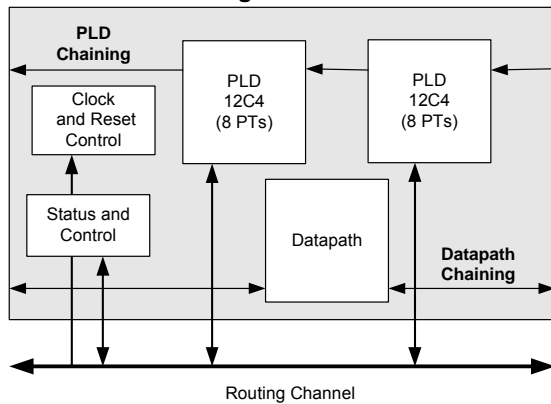 PLD
Chaining
PLD
12C4
(8 PTs)
PLD
12C4
(8 PTs)
Clock
and Reset
Control
Status and
Control
Datapath
Datapath
Chaining
Routing Channel